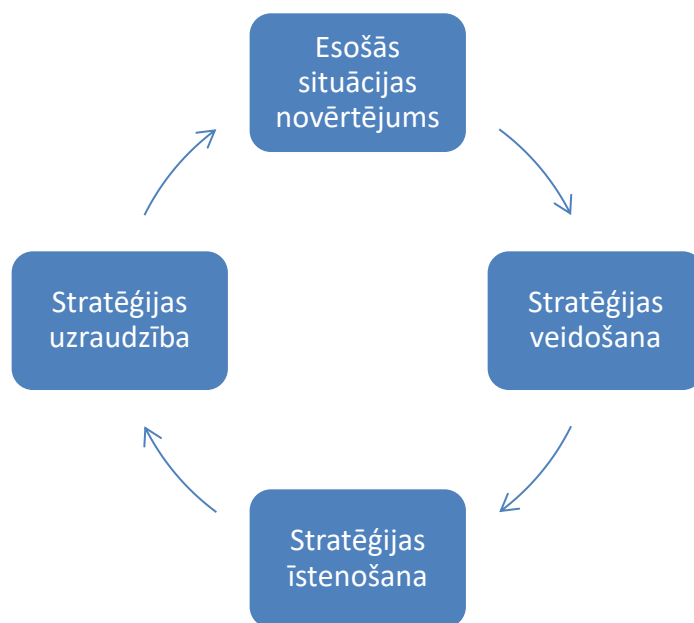 Esošās
situācijas
novērtējums
Stratēģijas
veidošana
Stratēģijas
īstenošana
Stratēģijas
uzraudzība